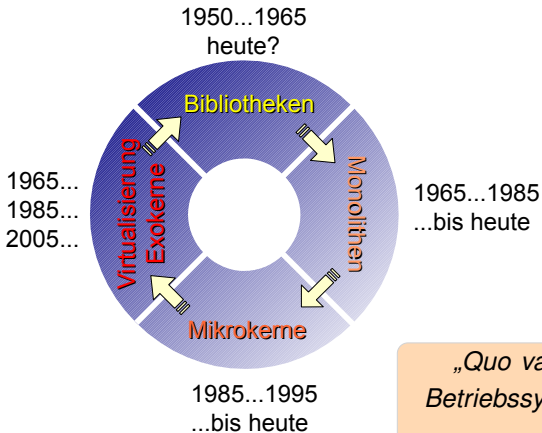 1950...1965
heute?
Bibliotheken
Monolithen
1965...1985
...bis heute
Mikrokerne
1985...1995
...bis heute
Virtualisierung
Exokerne
1965...
1985...
2005...
„Quo
Betriebssy